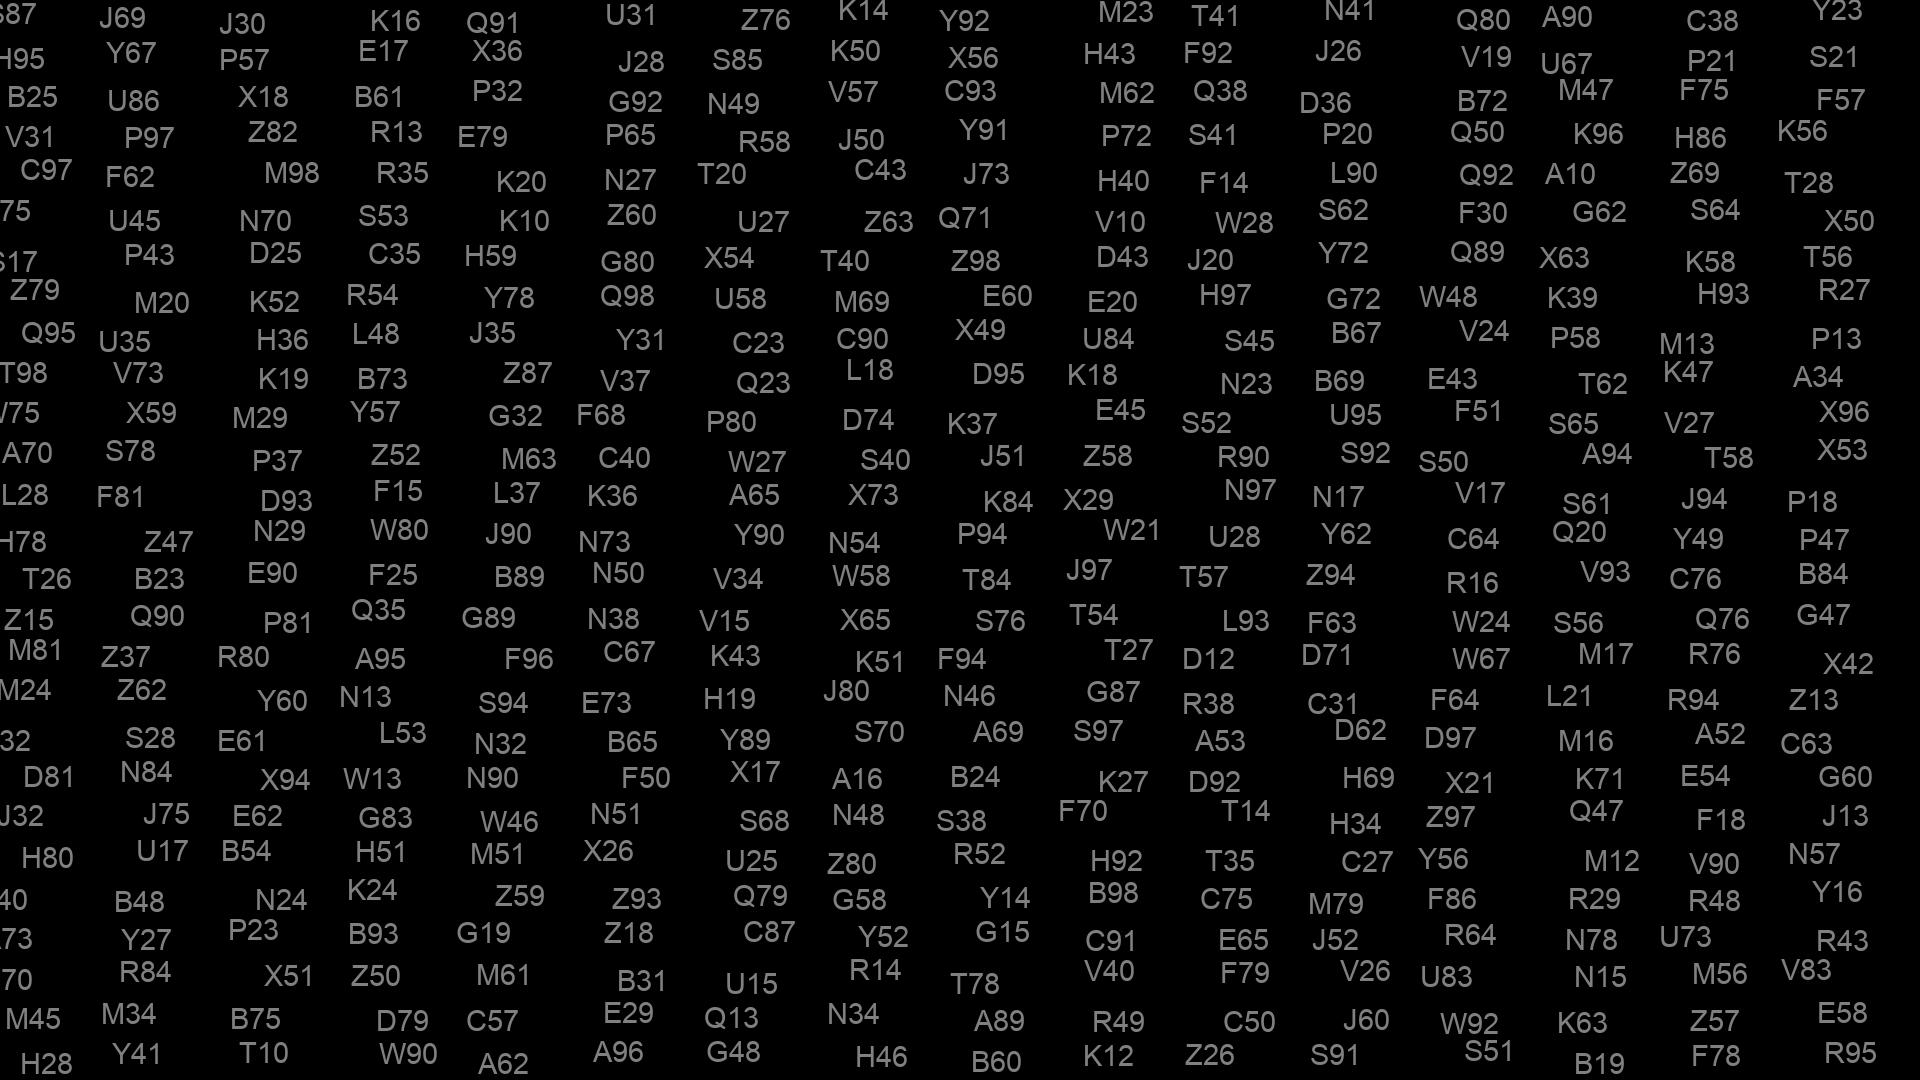 J69 J30 K16 Q91 U31 Z76 K14 Y92 M23 T41 N41 Q80 A90 C38 Y23
H95 Y67 P57 E17 X36 J28 S85 K50 X56 H43 F92 J26 V19 U67 P21 S21
B25 U86 X18 B61 P32 G92 N49 V57 C93 M62 Q38 D36 B72 M47 F75 F57
V31 P97 Z82 R13 E79 P65 R58 J50 Y91 P72 S41 P20 Q50 K96 H86 K56
C97 F62 M98 R35 K20 N27 T20 C43 J73 H40 F14 L90 Q92 A10 Z69 T28
75 U45 N70 S53 K10 Z60 U27 Z63 Q71 V10 W28 S62 F30 G62 S64 X50
S17 P43 D25 C35 H59 G80 X54 T40 Z98 D43 J20 Y72 Q89 X63 K58 T56
Z79 M20 K52 R54 Y78 Q98 U58 M69 E60 E20 H97 G72 W48 K39 H93 R27
Q95 U35 H36 L48 J35 Y31 C23 C90 X49 U84 S45 B67 V24 P58 M13 P13
T98 V73 K19 B73 Z87 V37 Q23 L18 D95 K18 N23 B69 E43 T62 K47 A34
W75 X59 M29 Y57 G32 F68 P80 D74 K37 E45 S52 U95 F51 S65 V27 X96
A70 S78 P37 Z52 M63 C40 W27 S40 J51 Z58 R90 S92 S50 A94 T58 X53
L28 F81 D93 F15 L37 K36 A65 X73 K84 X29 N97 N17 V17 S61 J94 P18
H78 Z47 N29 W80 J90 N73 Y90 N54 P94 W21 U28 Y62 C64 Q20 Y49 P47
T26 B23 E90 F25 B89 N50 V34 W58 T84 J97 T57 Z94 R16 V93 C76 B84
Z15 Q90 P81 Q35 G89 N38 V15 X65 S76 T54 L93 F63 W24 S56 Q76 G47
M81 Z37 R80 A95 F96 C67 K43 K51 F94 T27 D12 D71 W67 M17 R76 X42
M24 Z62 Y60 N13 S94 E73 H19 J80 N46 G87 R38 C31 F64 L21 R94 Z13
32 S28 E61 L53 N32 B65 Y89 S70 A69 S97 A53 D62 D97 M16 A52 C63
D81 N84 X94 W13 N90 F50 X17 A16 B24 K27 D92 H69 X21 K71 E54 G60
J32 J75 E62 G83 W46 N51 S68 N48 S38 F70 T14 H34 Z97 Q47 F18 J13
H80 U17 B54 H51 M51 X26 U25 Z80 R52 H92 T35 C27 Y56 M12 V90 N57
40 B48 N24 K24 Z59 Z93 Q79 G58 Y14 B98 C75 M79 F86 R29 R48 Y16
73 Y27 P23 B93 G19 Z18 C87 Y52 G15 C91 E65 J52 R64 N78 U73 R43
70 R84 X51 Z50 M61 B31 U15 R14 T78 V40 F79 V26 U83 N15 M56 V83
M45 M34 B75 D79 C57 E29 Q13 N34 A89 R49 C50 J60 W92 K63 Z57 E58
H28 Y41 T10 W90 A62 A96 G48 H46 B60 K12 Z26 S91 S51 B19 F78 R95